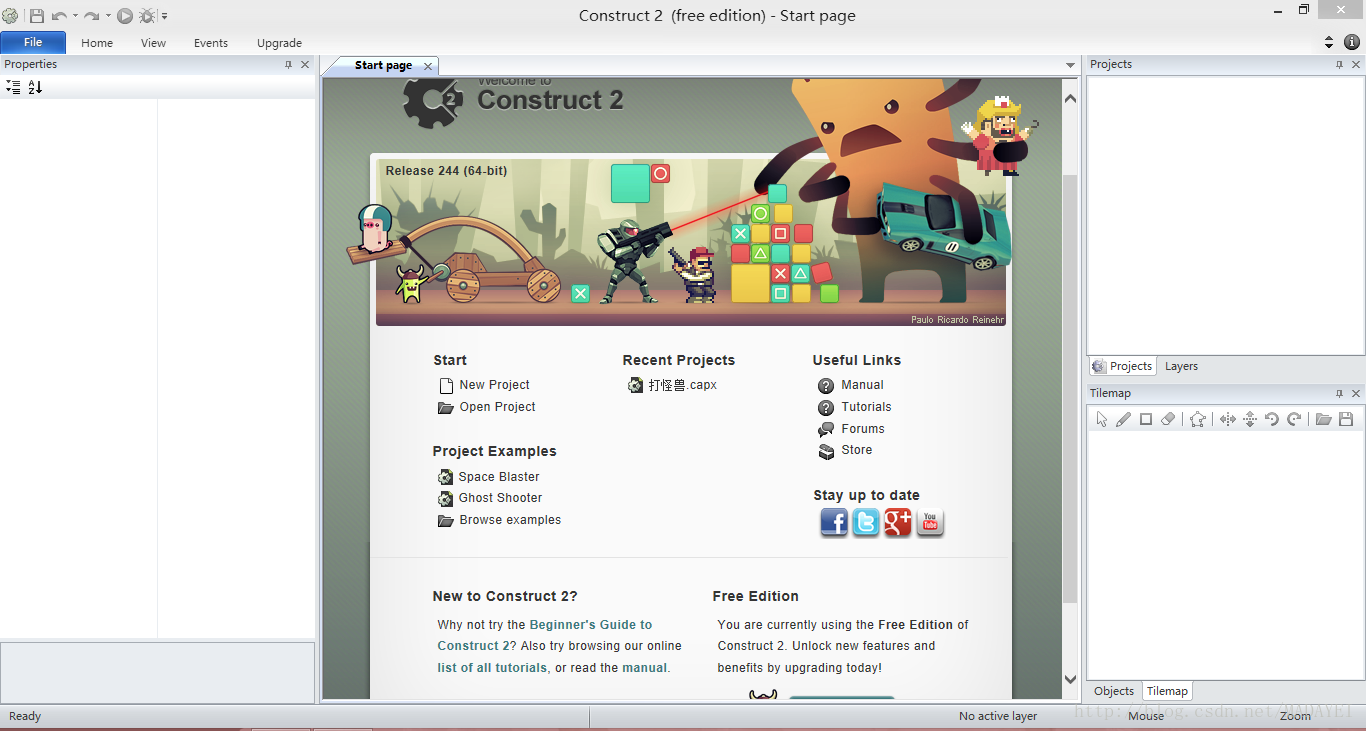 Construct 2 (free edition) - Start page
File Home View Events Upgrade
Properties
Start page
Projects
Welcome to
Construct 2
2
Release 244 (64-bit)
11
Paulo Ricardo Reinehr
Start
New Project
Open Project
Recent Projects
打怪兽.capx
Useful Links
Manual
Tutorials
Forums
Store
Project Examples
Space Blaster
Ghost Shooter
Browse examples
Stay up to date
f
g+
You
Tube
New to Construct 2?
Why not try the Beginner's Guide to
Construct 2? Also try browsing our online
list of all tutorials, or read the manual.
Free Edition
You are currently using the Free Edition of
Construct 2. Unlock new features and
benefits by upgrading today!
Projects Layers
Tilemap
Objects Tilemap
Ready
No active layer
Mouse
Zoom